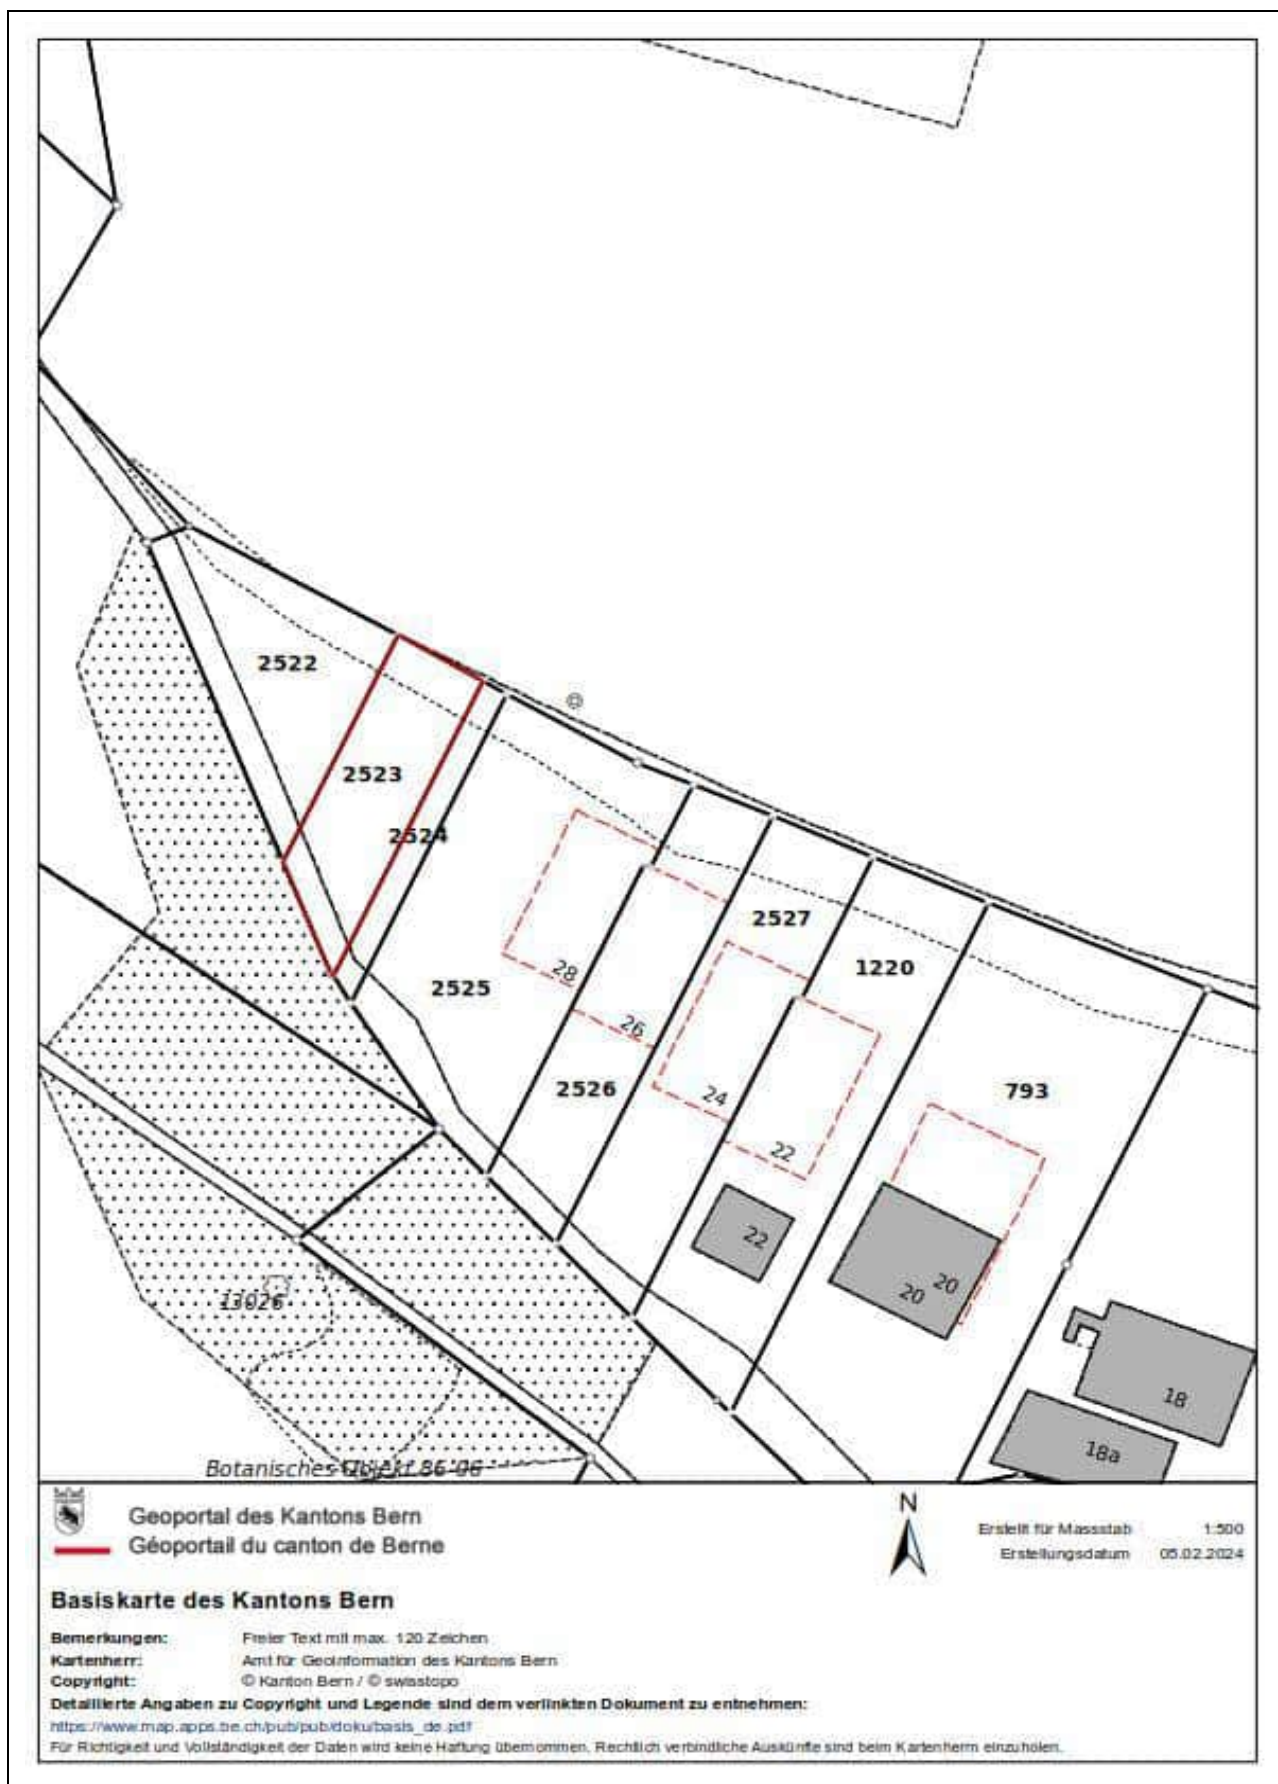 2522
2523
2524
2527
1220
28
2525
26
793
2526
24
22
22
20
20
13026
18
18a
Botanisches Objekt 86-06
Geoportal des Kantons Bern
Géoportail du canton de Berne
N
Erstellt für Massstab 1:500
Erstellungsdatum 05.02.2024
Basiskarte des Kantons Bern
Bemerkungen: Freier Text mit max. 120 Zeichen
Kartenherr: Amt für Geoinformation des Kantons Bern
Copyright: © Kanton Bern / © swisstopo
Detaillierte Angaben zu Copyright und Legende sind dem verlinkten Dokument zu entnehmen:
https://www.map.apps.be.ch/pub/pub/doku/basis_de.pdf
Für Richtigkeit und Vollständigkeit der Daten wird keine Haftung übernommen. Rechtlich verbindliche Auskünfte sind beim Kartenherrn einzuholen.